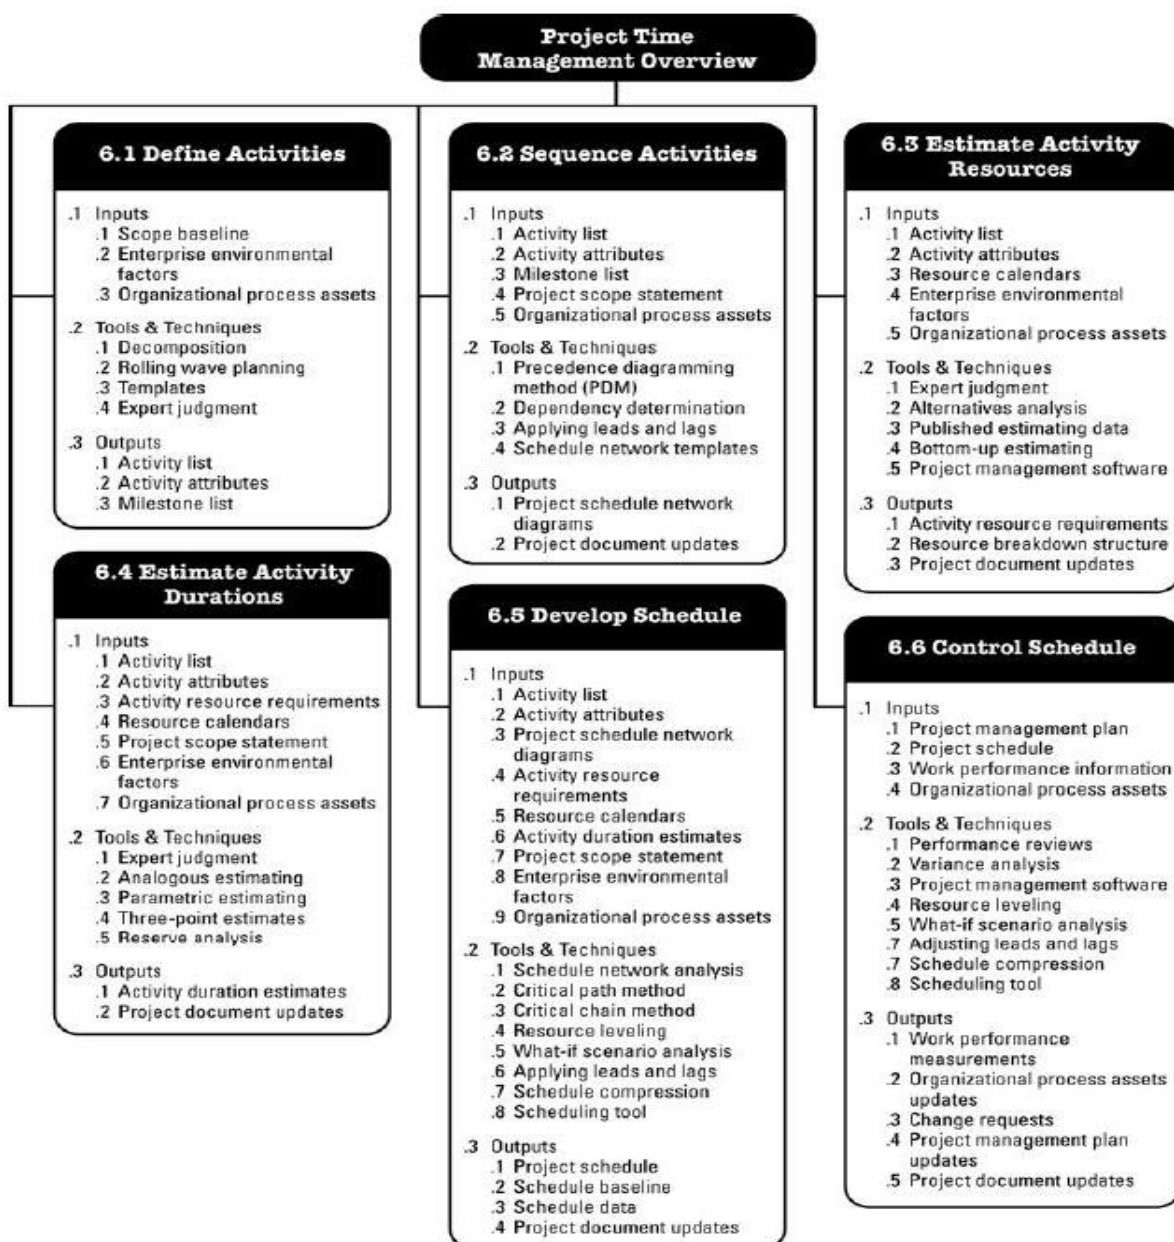 Project Time
Management Overview
6.1 Define Activities
.1 Inputs
.1 Scope baseline
.2 Enterprise environmental
factors
.3 Organizational process assets
.2 Tools & Techniques
.1 Decomposition
.2 Rolling wave planning
.3 Templates
.4 Expert judgment
.3 Outputs
.1 Activity list
.2 Activity attributes
.3 Milestone list
6.2 Sequence Activities
.1 Inputs
.1 Activity list
.2 Activity attributes
.3 Milestone list
.4 Project scope statement
.5 Organizational process assets
.2 Tools & Techniques
.1 Precedence diagramming
method (PDM)
.2 Dependency determination
.3 Applying leads and lags
.4 Schedule network templates
.3 Outputs
.1 Project schedule network
diagrams
.2 Project document updates
6.3 Estimate Activity
Resources
.1 Inputs
.1 Activity list
.2 Activity attributes
.3 Resource calendars
.4 Enterprise environmental
factors
.5 Organizational process assets
.2 Tools & Techniques
.1 Expert judgment
.2 Alternatives analysis
.3 Published estimating data
.4 Bottom-up estimating
.5 Project management software
.3 Outputs
.1 Activity resource requirements
.2 Resource breakdown structure
.3 Project document updates
6.4 Estimate Activity
Durations
.1 Inputs
.1 Activity list
.2 Activity attributes
.3 Activity resource requirements
.4 Resource calendars
.5 Project scope statement
.6 Enterprise environmental
factors
.7 Organizational process assets
.2 Tools & Techniques
.1 Expert judgment
.2 Analogous estimating
.3 Parametric estimating
.4 Three-point estimates
.5 Reserve analysis
.3 Outputs
.1 Activity duration estimates
.2 Project document updates
6.5 Develop Schedule
.1 Inputs
.1 Activity list
.2 Activity attributes
.3 Project schedule network
diagrams
.4 Activity resource
requirements
.5 Resource calendars
.6 Activity duration estimates
.7 Project scope statement
.8 Enterprise environmental
factors
.9 Organizational process assets
.2 Tools & Techniques
.1 Schedule network analysis
.2 Critical path method
.3 Critical chain method
.4 Resource leveling
.5 What-if scenario analysis
.6 Applying leads and lags
.7 Schedule compression
.8 Scheduling tool
.3 Outputs
.1 Project schedule
.2 Schedule baseline
.3 Schedule data
.4 Project document updates
6.6 Control Schedule
.1 Inputs
.1 Project management plan
.2 Project schedule
.3 Work performance information
.4 Organizational process assets
.2 Tools & Techniques
.1 Performance reviews
.2 Variance analysis
.3 Project management software
.4 Resource leveling
.5 What-if scenario analysis
.7 Adjusting leads and lags
.7 Schedule compression
.8 Scheduling tool
.3 Outputs
.1 Work performance
measurements
.2 Organizational process assets
updates
.3 Change requests
.4 Project management plan
updates
.5 Project document updates